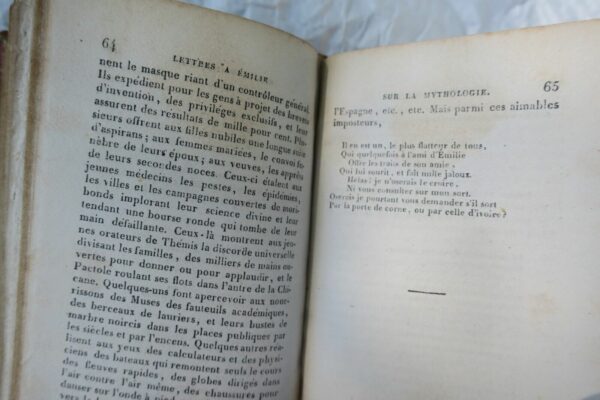 64
LETTRES A ÉMILIE
nent le masque riant d'un contrôleur général.
Ils expédient pour les gens à projet des brevets
d'invention, des priviléges exclusifs, et leur
assurent des résultats de mille pour cent. Plu-
sieurs offrent aux filles nubiles une longue suite
d'aspirans; aux femmes mariées, le convoi fu-
nèbre de leurs époux; aux veuves, les apprêts
de leurs secondes noces. Ceux-ci étalent aux
jeunes médecins les pestes, les épidémies,
les villes et les campagnes couvertes de mori-
bonds implorant leur science divine et leur
tendant une bourse ronde qui tombe de leur
main défaillante. Ceux-là montrent aux jeu-
nes orateurs de Thémis la discorde universelle
divisant les familles, des milliers de mains ou-
vertes pour donner ou pour applaudir, et le
Pactole roulant ses flots dans l'antre de la Chi-
cane. Quelques-uns font apercevoir aux nour-
rissons des Muses des fauteuils académiques,
des berceaux de lauriers, et leurs bustes de
marbre noircis dans les places publiques par
les siècles et par l'encens. Quelques autres réa-
lisent aux yeux des calculateurs et des physi-
ciens des bateaux qui remontent seuls le cours
des fleuves rapides, des globes dirigés dans
l'air contre l'air même, des chaussures pour
danser sur l'onde à pied
SUR LA MYTHOLOGIE.
65
l'Espagne, etc., etc. Mais parmi ces aimables
imposteurs,
Il en est un, le plus flatteur de tous,
Qui quelquefois à l'ami d'Émilie
Offre les traits de son amie,
Qui lui sourit, et fait mille jaloux.
Hélas! je n'oserais le croire,
Ni vous consulter sur mon sort.
Oserais je pourtant vous demander s'il sort
Par la porte de corne, ou par celle d'ivoire?